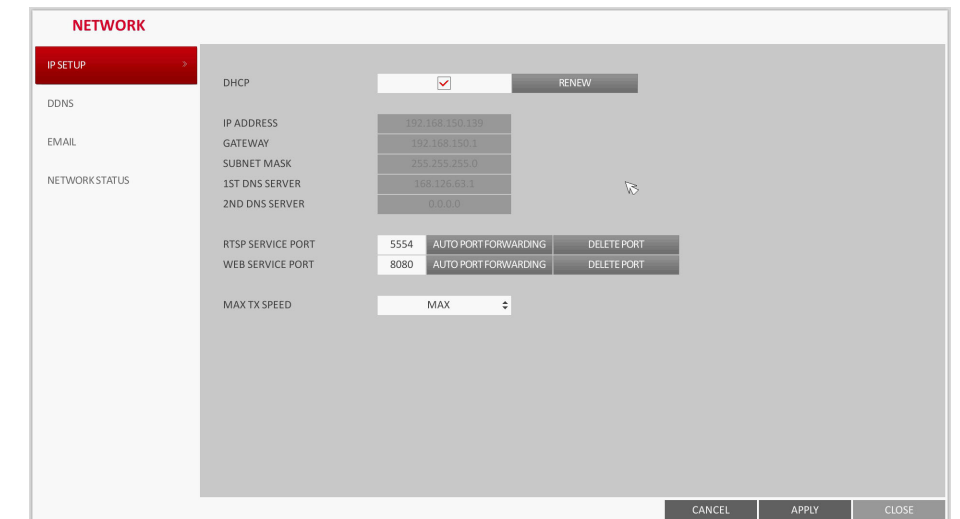 NETWORK
IP SETUP >
DDNS
EMAIL
NETWORK STATUS
DHCP RENEW
IP ADDRESS 192.168.150.139
GATEWAY 192.168.150.1
SUBNET MASK 255.255.255.0
1ST DNS SERVER 168.126.63.1
2ND DNS SERVER 0.0.0.0
RTSP SERVICE PORT 5554 AUTO PORT FORWARDING DELETE PORT
WEB SERVICE PORT 8080 AUTO PORT FORWARDING DELETE PORT
MAX TX SPEED MAX
CANCEL APPLY CLOSE